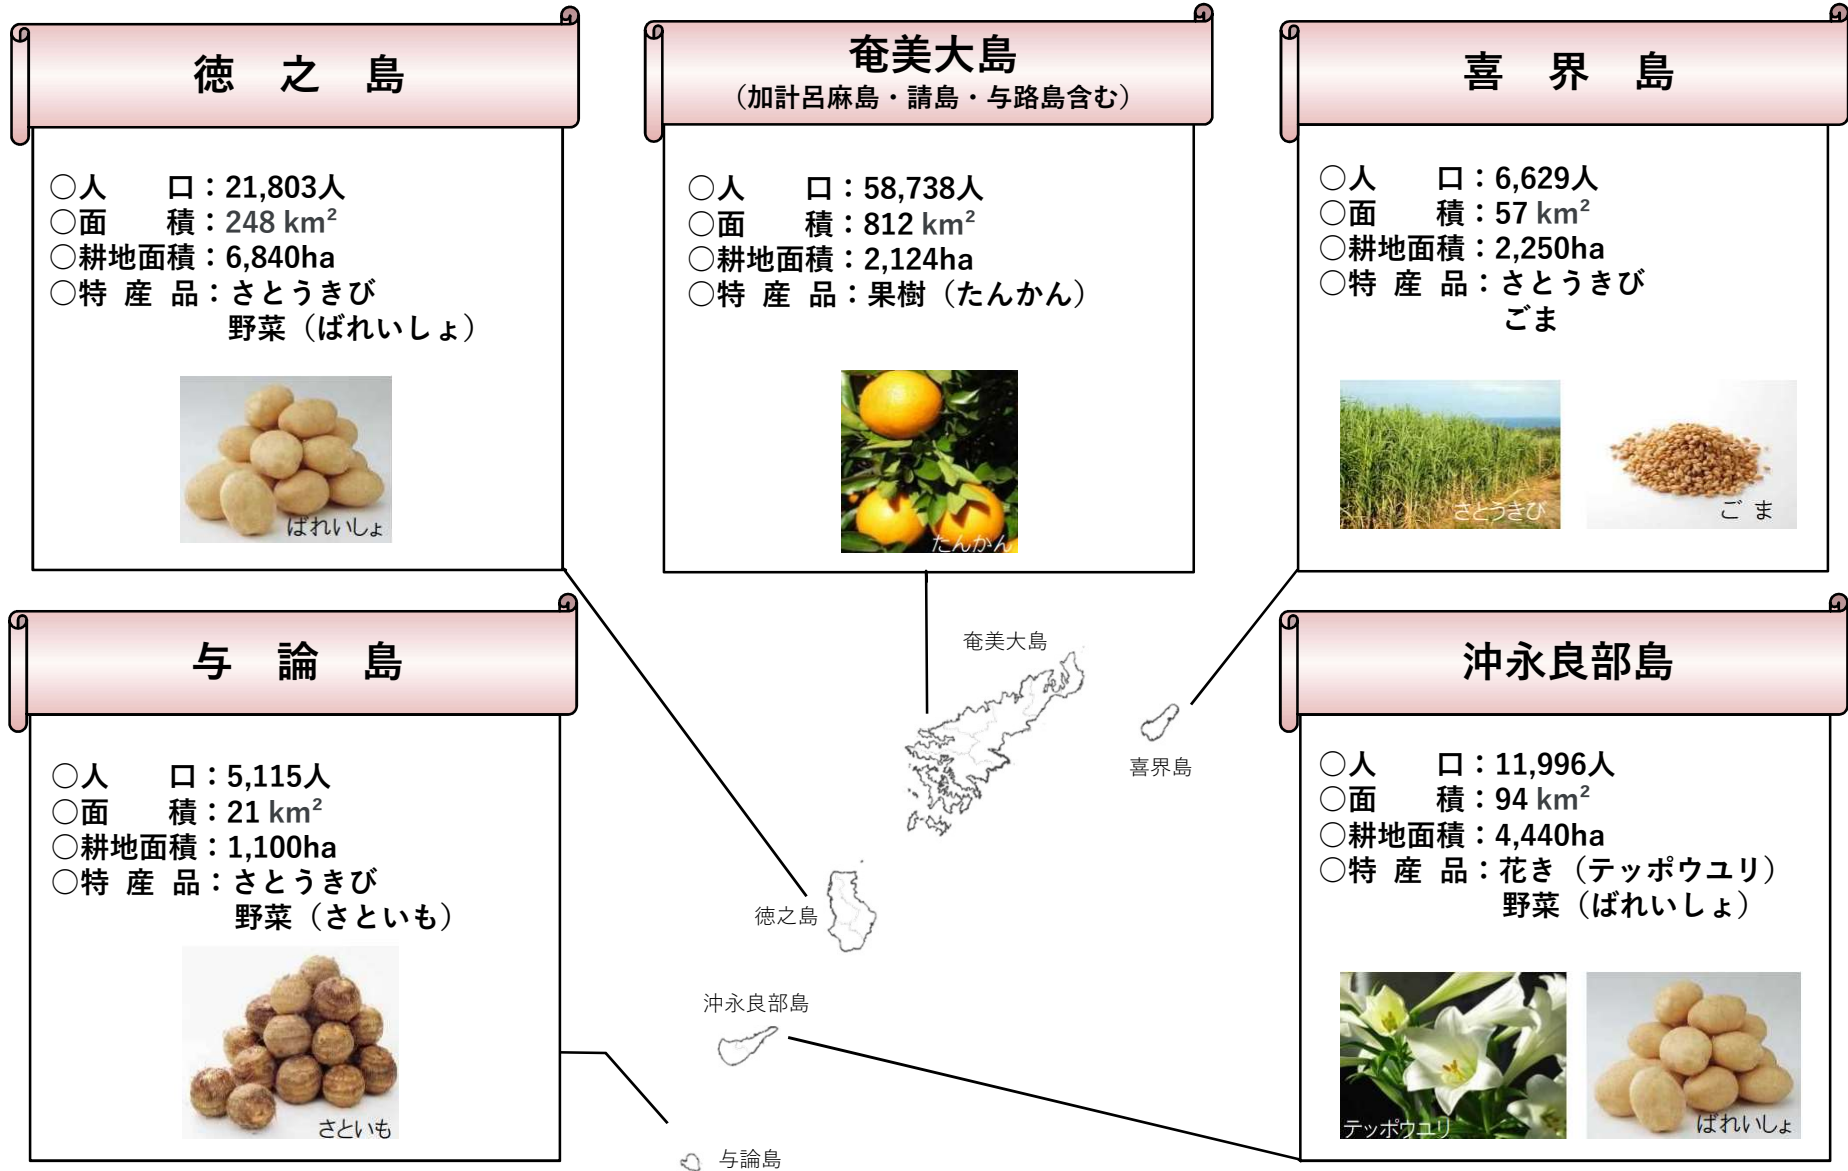 徳 之 島
○人　　口：21,803人
○面　　積：248 km²
○耕地面積：6,840ha
○特 産 品：さとうきび
野菜（ばれいしょ）
ばれいしょ
奄美大島
（加計呂麻島・請島・与路島含む）
○人　　口：58,738人
○面　　積：812 km²
○耕地面積：2,124ha
○特 産 品：果樹（たんかん）
たんかん
喜 界 島
○人　　口：6,629人
○面　　積：57 km²
○耕地面積：2,250ha
○特 産 品：さとうきび
ごま
さとうきび
ご ま
与 論 島
○人　　口：5,115人
○面　　積：21 km²
○耕地面積：1,100ha
○特 産 品：さとうきび
野菜（さといも）
さといも
奄美大島
喜界島
徳之島
沖永良部島
与論島
沖永良部島
○人　　口：11,996人
○面　　積：94 km²
○耕地面積：4,440ha
○特 産 品：花き（テッポウユリ）
野菜（ばれいしょ）
テッポウユリ
ばれいしょ